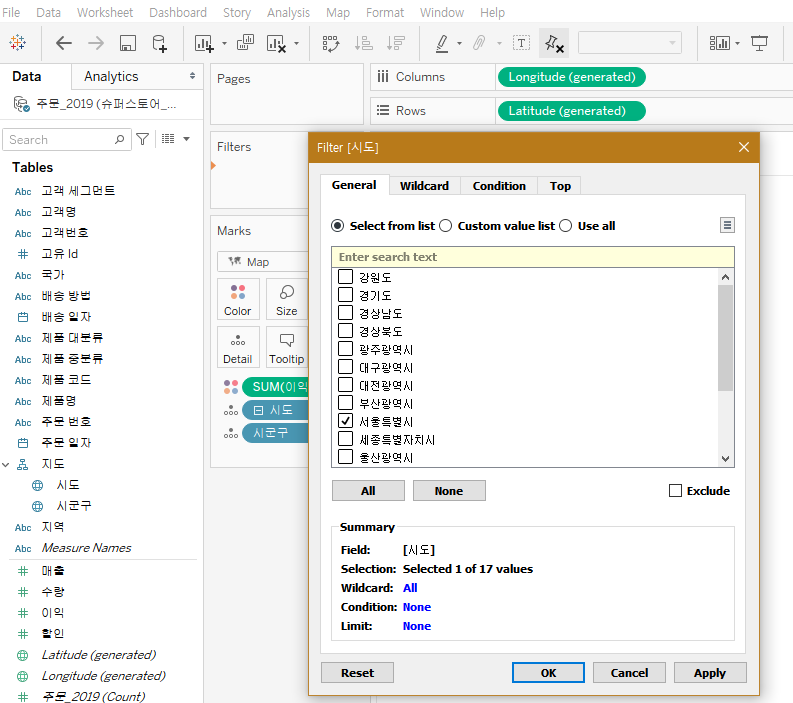 File Data Worksheet Dashboard Story Analysis Map Format Window Help
Data Analytics
주문_2019 (슈퍼스토어_...
Search
Tables
Abc 고객 세그먼트
Abc 고객명
Abc 고객번호
# 고유 Id
Abc 국가
Abc 배송 방법
배송 일자
Abc 제품 대분류
Abc 제품 중분류
Abc 제품 코드
Abc 제품명
Abc 주문 번호
주문 일자
지도
시도
시군구
Abc 지역
Abc Measure Names
# 매출
# 수량
# 이익
# 할인
Latitude (generated)
Longitude (generated)
# 주문_2019 (Count)
Pages
Filters
Marks
Map
Color Size
Detail Tooltip
SUM(이익
시도
시군구
Columns Longitude (generated)
Rows Latitude (generated)
Filter [시도]
General Wildcard Condition Top
Select from list Custom value list Use all
Enter search text
강원도
경기도
경상남도
경상북도
광주광역시
대구광역시
대전광역시
부산광역시
서울특별시
세종특별자치시
울산광역시
All None Exclude
Summary
Field: [시도]
Selection: Selected 1 of 17 values
Wildcard: All
Condition: None
Limit: None
Reset OK Cancel Apply